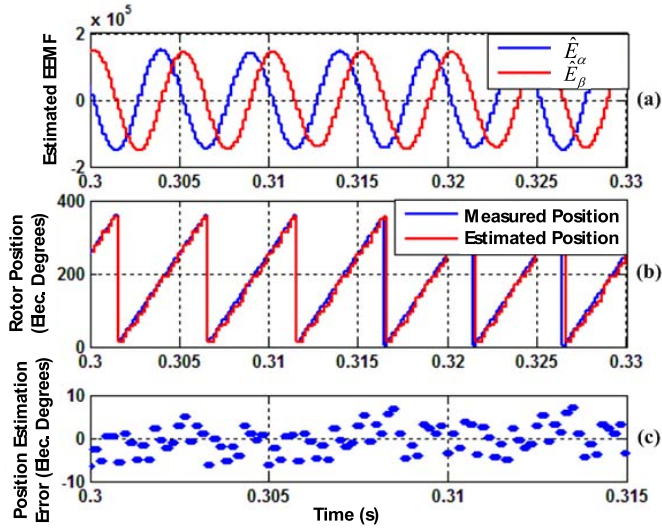 × 10⁵
2
0
-2
Estimated EEMF
Ê_α
Ê_β
(a)
0.3 0.305 0.31 0.315 0.32 0.325 0.33
400
200
0
Rotor Position
(Elec. Degrees)
Measured Position
Estimated Position
(b)
0.3 0.305 0.31 0.315 0.32 0.325 0.33
10
0
-10
Position Estimation
Error (Elec. Degrees)
(c)
0.3 0.305 0.31 0.315
Time (s)